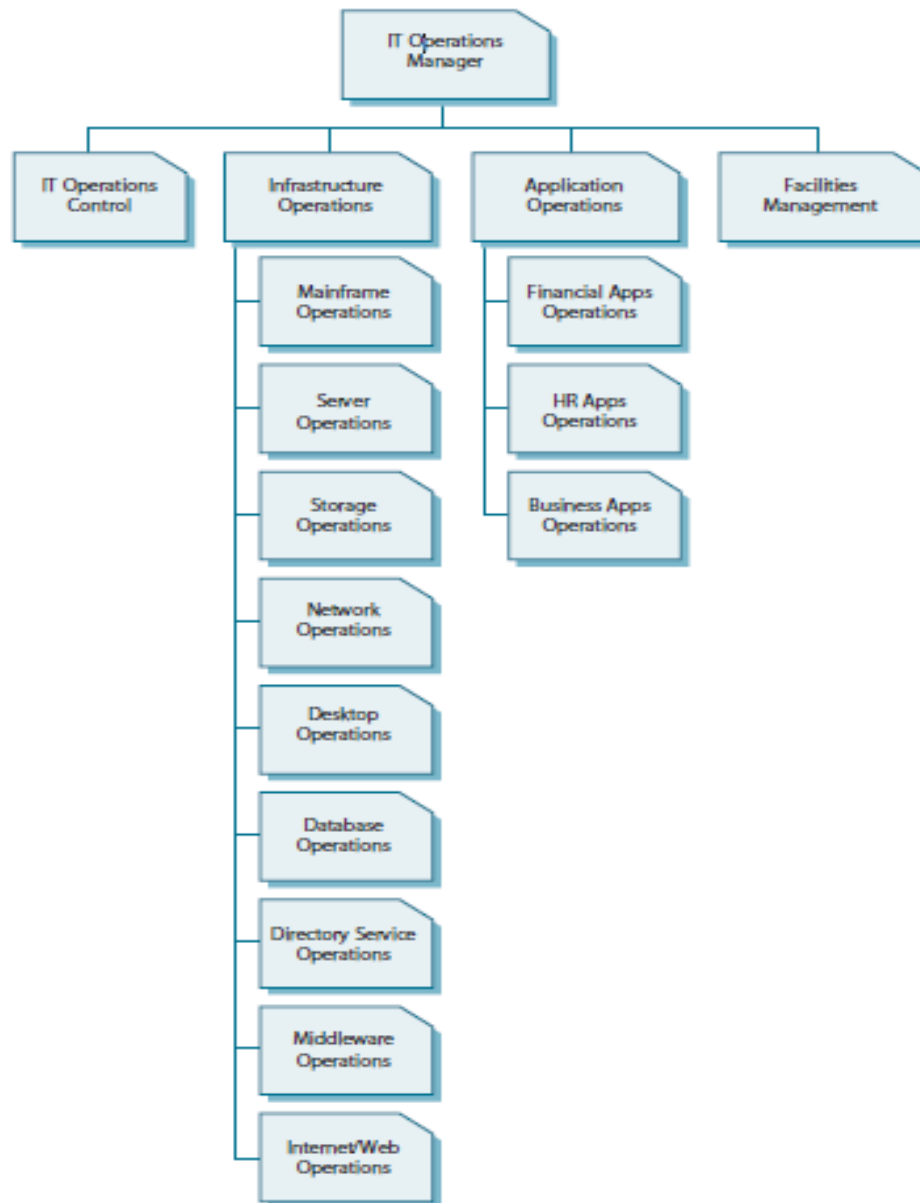 IT Operations
Manager
IT Operations
Control
Infrastructure
Operations
Application
Operations
Facilities
Management
Mainframe
Operations
Server
Operations
Storage
Operations
Network
Operations
Desktop
Operations
Database
Operations
Directory Service
Operations
Middleware
Operations
Internet/Web
Operations
Financial Apps
Operations
HR Apps
Operations
Business Apps
Operations